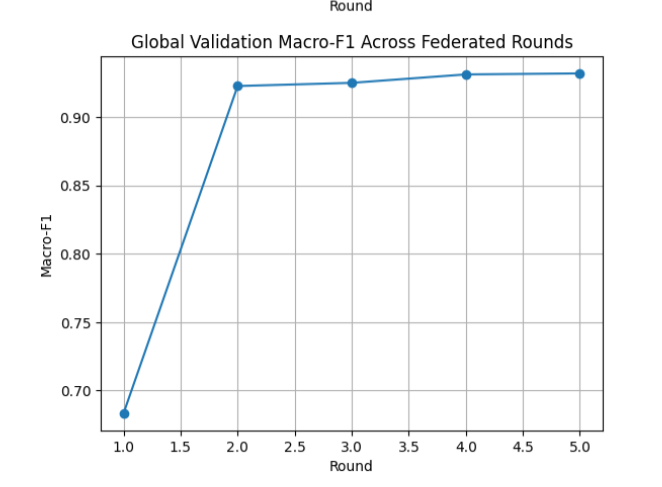 Round
Global Validation Macro-F1 Across Federated Rounds
0.90
0.85
0.80
0.75
0.70
Macro-F1
1.0 1.5 2.0 2.5 3.0 3.5 4.0 4.5 5.0
Round